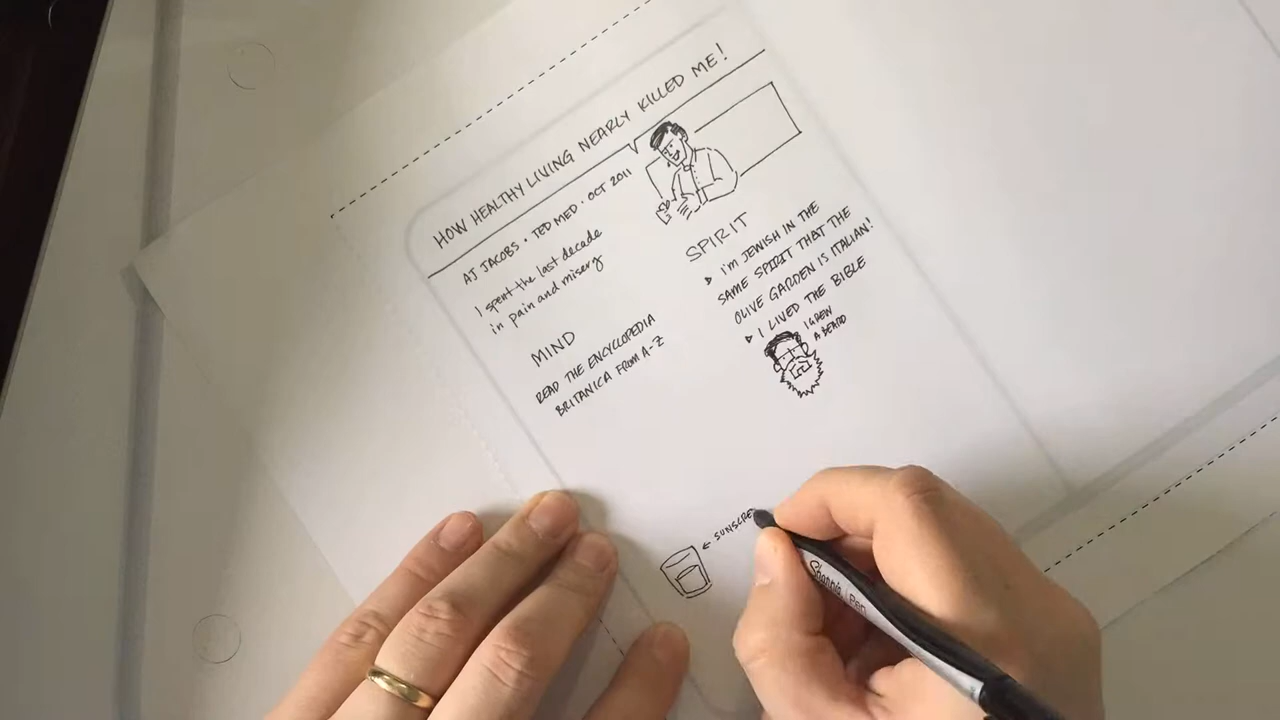 HOW HEALTHY LIVING NEARLY KILLED ME!
AJ JACOBS • TED MED • OCT 2011
I spent the last decade
in pain and misery
MIND
READ THE ENCYCLOPEDIA
BRITANICA FROM A-Z
SPIRIT
I'm JEWISH IN THE
SAME SPIRIT THAT THE
OLIVE GARDEN IS ITALIAN!
I LIVED THE BIBLE
I GREW
A BEARD
← SUNSCRE
Sharpie Pen